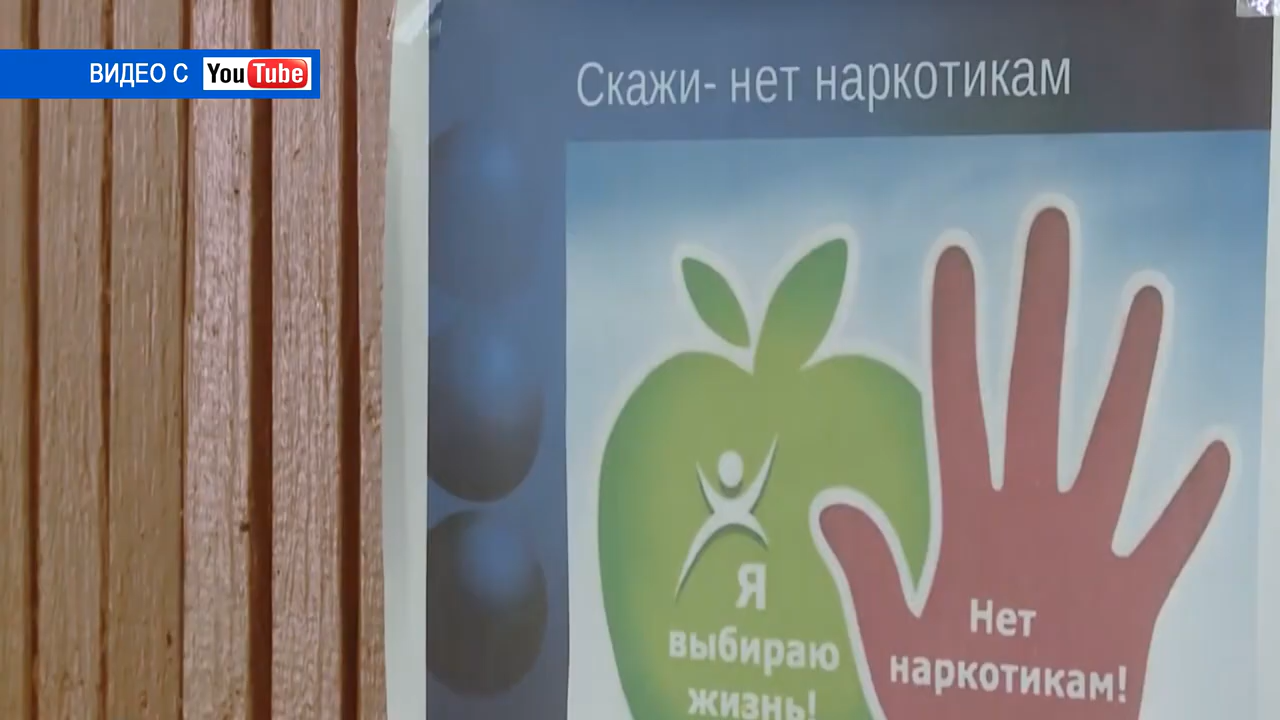 ВИДЕО С YouTube
Скажи- нет наркотикам
Я
выбираю
жизнь!
Нет
наркотикам!